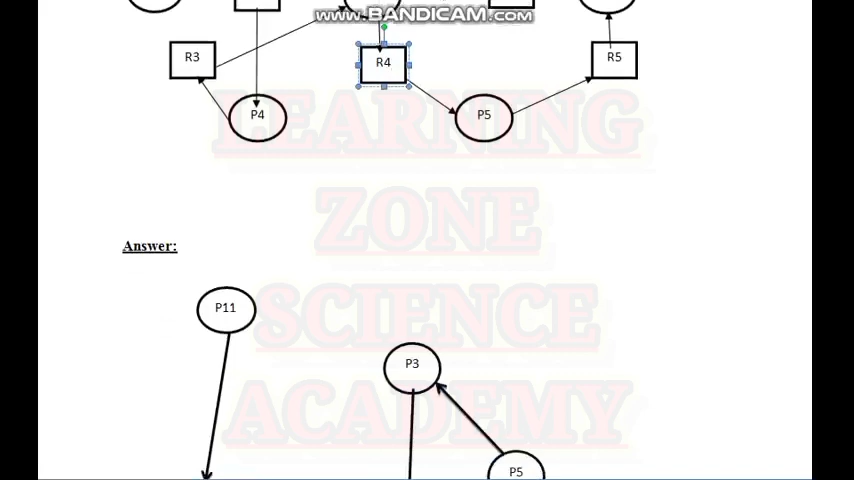 WWW.BANDICAM.COM
R3
R4
R5
P4
P5
LEARNING
ZONE
Answer:
SCIENCE
P11
P3
ACADEMY
P5